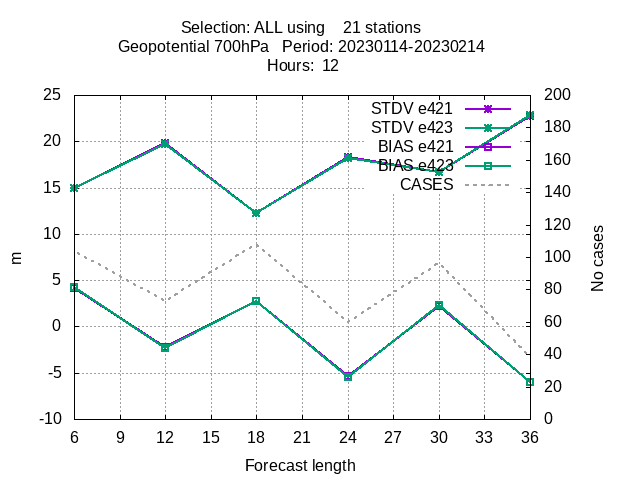 Selection: ALL using    21 stations
Geopotential 700hPa   Period: 20230114-20230214
Hours:  12
25
20
15
10
5
0
-5
-10
m
200
180
160
140
120
100
80
60
40
20
0
No cases
STDV e421
STDV e423
BIAS e421
BIAS e423
CASES
6 9 12 15 18 21 24 27 30 33 36
Forecast length